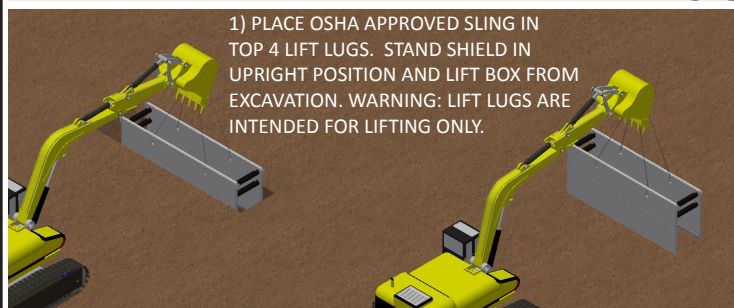 1) PLACE OSHA APPROVED SLING IN
TOP 4 LIFT LUGS.  STAND SHIELD IN
UPRIGHT POSITION AND LIFT BOX FROM
EXCAVATION. WARNING: LIFT LUGS ARE
INTENDED FOR LIFTING ONLY.